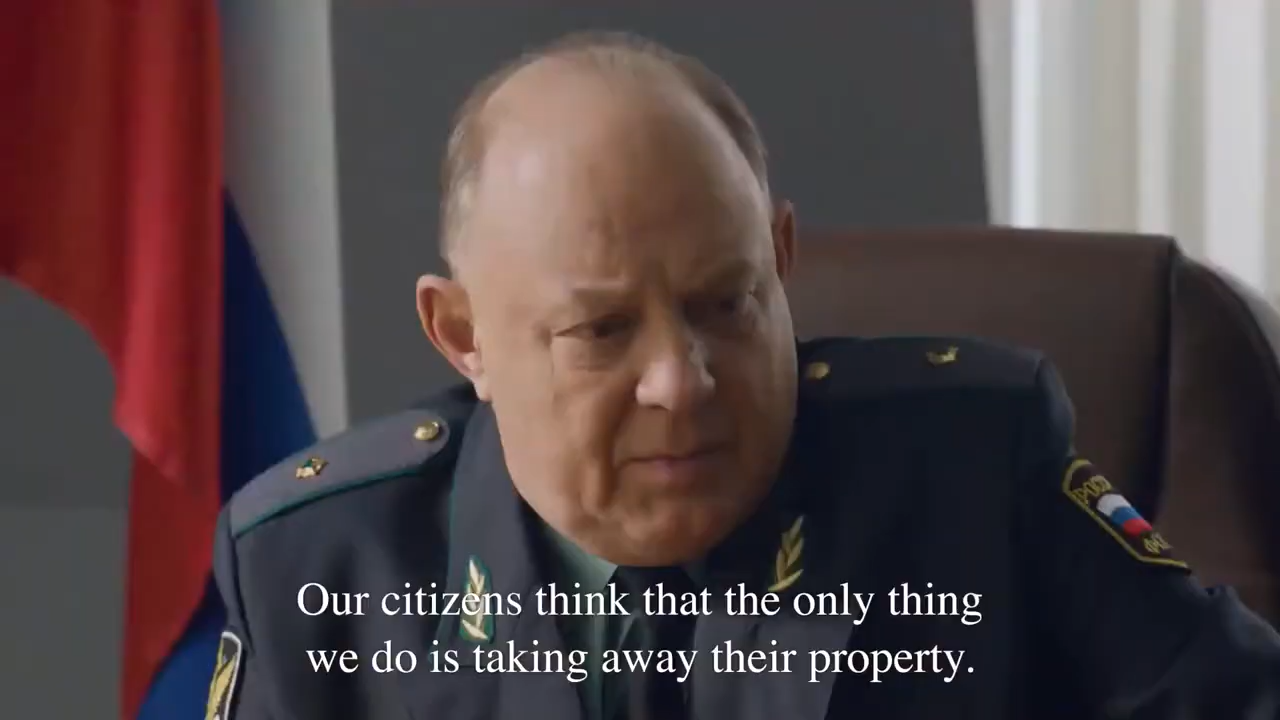 Our citizens think that the only thing
we do is taking away their property.